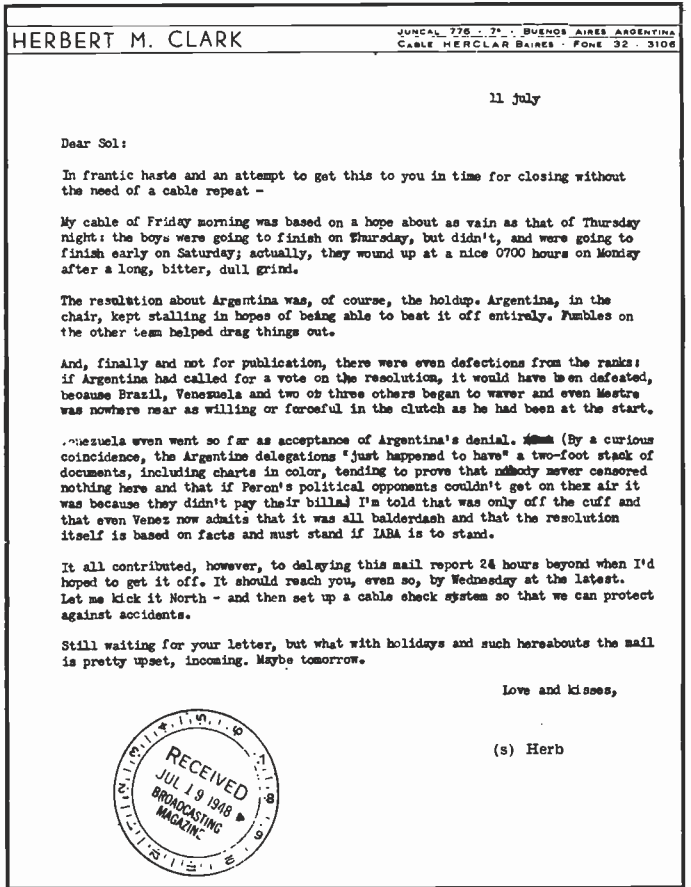 HERBERT M. CLARK
JUNCAL 776 · 7° · BUENOS AIRES ARGENTINA
CABLE HERCLAR BAIRES · FONE 32 · 3106
11 july
Dear Sol:
In frantic haste and an attempt to get this to you in time for closing without
the need of a cable repeat -
My cable of Friday morning was based on a hope about as vain as that of Thursday
night: the boys were going to finish on Thursday, but didn't, and were going to
finish early on Saturday; actually, they wound up at a nice 0700 hours on Monday
after a long, bitter, dull grind.
The resolution about Argentina was, of course, the holdup. Argentina, in the
chair, kept stalling in hopes of being able to beat it off entirely. Fumbles on
the other team helped drag things out.
And, finally and not for publication, there were even defections from the ranks:
if Argentina had called for a vote on the resolution, it would have been defeated,
because Brazil, Venezuela and two ob three others began to waver and even Mestre
was nowhere near as willing or forceful in the clutch as he had been at the start.
.enezuela even went so far as acceptance of Argentina's denial. (By a curious
coincidence, the Argentine delegations "just happened to have" a two-foot stack of
documents, including charts in color, tending to prove that nobody never censored
nothing here and that if Peron's political opponents couldn't get on thex air it
was because they didn't pay their bills) I'm told that was only off the cuff and
that even Venez now admits that it was all balderdash and that the resolution
itself is based on facts and must stand if IABA is to stand.
It all contributed, however, to delaying this mail report 24 hours beyond when I'd
hoped to get it off. It should reach you, even so, by Wednesday at the latest.
Let me kick it North - and then set up a cable check system so that we can protect
against accidents.
Still waiting for your letter, but what with holidays and such hereabouts the mail
is pretty upset, incoming. Maybe tomorrow.
Love and kisses,
(s) Herb
RECEIVED
JUL 19 1948
BROADCASTING
MAGAZINE